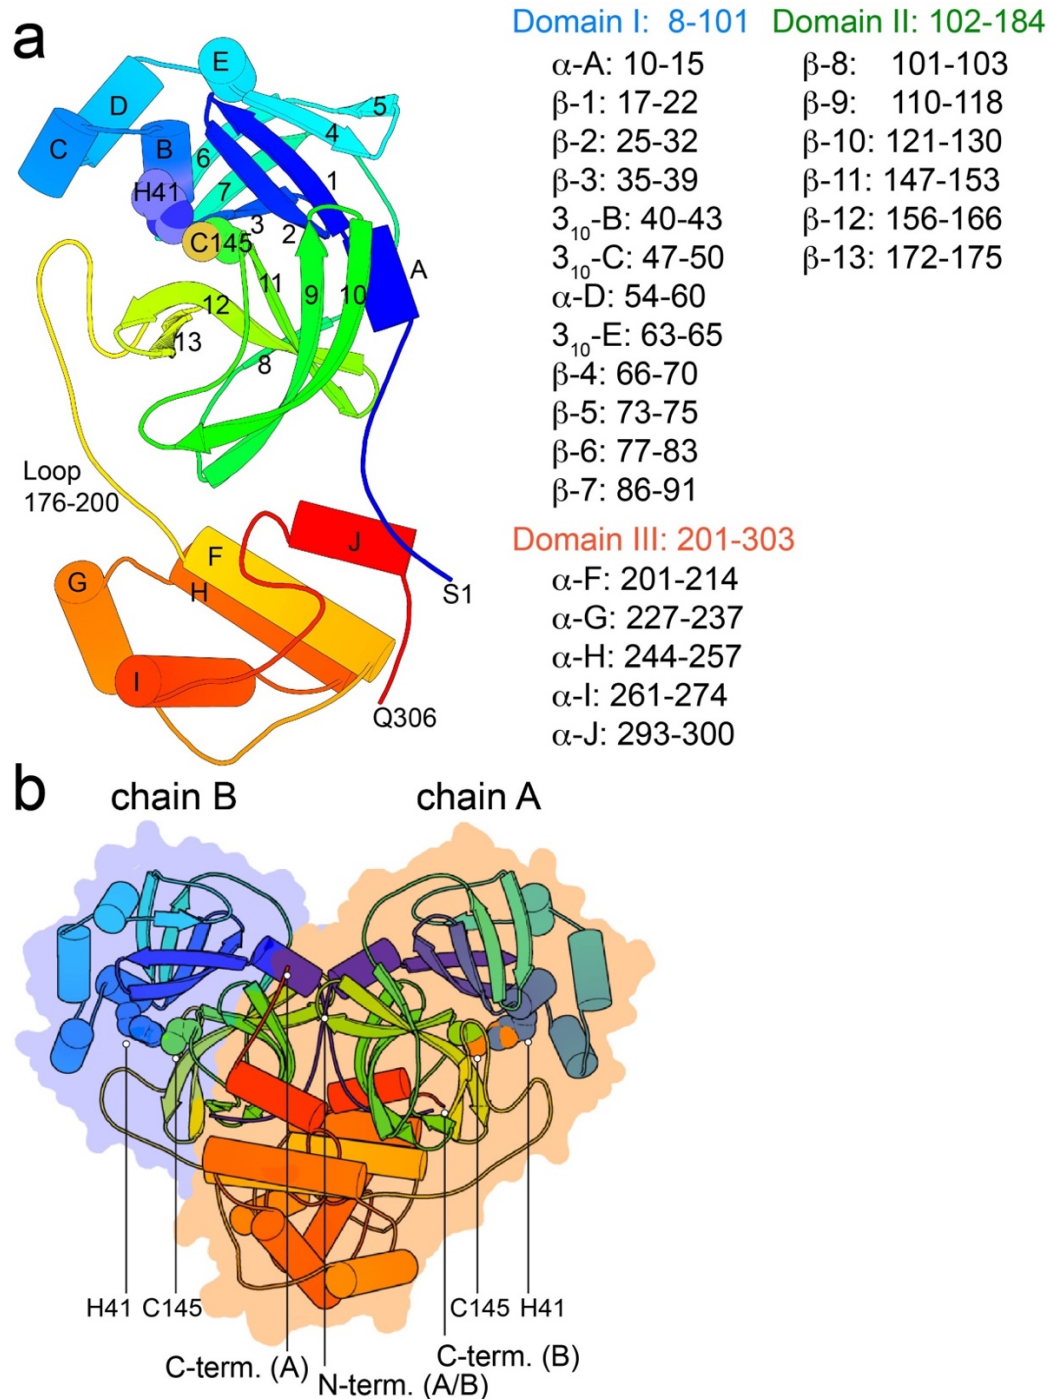 a
Domain I: 8-101
α-A: 10-15
β-1: 17-22
β-2: 25-32
β-3: 35-39
3₁₀-B: 40-43
3₁₀-C: 47-50
α-D: 54-60
3₁₀-E: 63-65
β-4: 66-70
β-5: 73-75
β-6: 77-83
β-7: 86-91
Domain II: 102-184
β-8: 101-103
β-9: 110-118
β-10: 121-130
β-11: 147-153
β-12: 156-166
β-13: 172-175
Domain III: 201-303
α-F: 201-214
α-G: 227-237
α-H: 244-257
α-I: 261-274
α-J: 293-300
E
D
5
C
B
4
6
H41
7
1
3
2
C145
A
11
12
9
10
13
8
Loop
176-200
F
J
G
H
S1
I
Q306
b
chain B
chain A
H41
C145
C145
H41
C-term. (A)
C-term. (B)
N-term. (A/B)